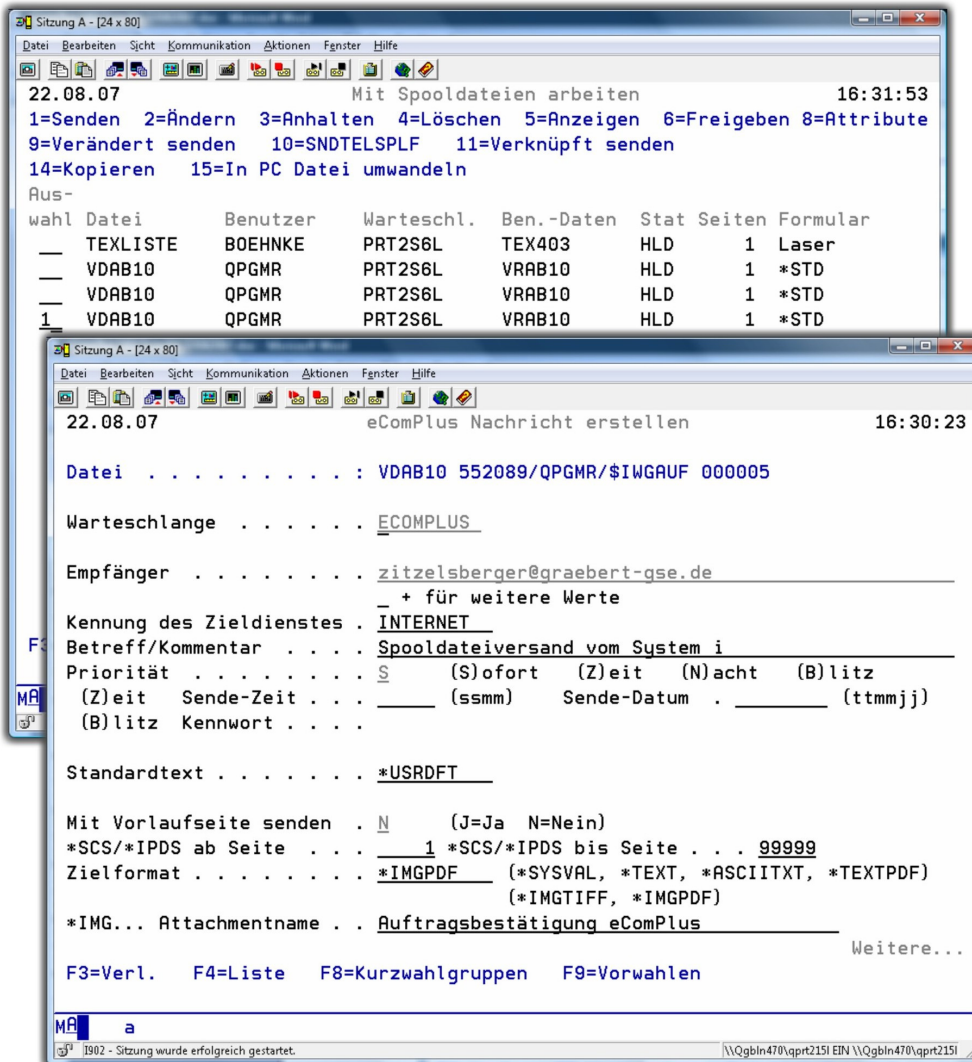 Sitzung A - [24 x 80]
Datei Bearbeiten Sicht Kommunikation Aktionen Fenster Hilfe
22.08.07 Mit Spooldateien arbeiten 16:31:53
1=Senden 2=Ändern 3=Anhalten 4=Löschen 5=Anzeigen 6=Freigeben 8=Attribute
9=Verändert senden 10=SNDTELSPLF 11=Verknüpft senden
14=Kopieren 15=In PC Datei umwandeln
Aus-
wahl Datei Benutzer Warteschl. Ben.-Daten Stat Seiten Formular
__ TEXLISTE BOEHNKE PRT2S6L TEX403 HLD 1 Laser
__ VDAB10 QPGMR PRT2S6L VRAB10 HLD 1 *STD
__ VDAB10 QPGMR PRT2S6L VRAB10 HLD 1 *STD
1_ VDAB10 QPGMR PRT2S6L VRAB10 HLD 1 *STD
F3
MA
Sitzung A - [24 x 80]
Datei Bearbeiten Sicht Kommunikation Aktionen Fenster Hilfe
22.08.07 eComPlus Nachricht erstellen 16:30:23
Datei . . . . . . . . . : VDAB10 552089/QPGMR/$IWGAUF 000005
Warteschlange . . . . . . ECOMPLUS
Empfänger . . . . . . . . zitzelsberger@graebert-gse.de
_ + für weitere Werte
Kennung des Zieldienstes . INTERNET
Betreff/Kommentar . . . . Spooldateiversand vom System i
Priorität . . . . . . . . S (S)ofort (Z)eit (N)acht (B)litz
(Z)eit Sende-Zeit . . . _____ (ssmm) Sende-Datum . ________ (ttmmjj)
(B)litz Kennwort . . . .
Standardtext . . . . . . . *USRDFT
Mit Vorlaufseite senden . N (J=Ja N=Nein)
*SCS/*IPDS ab Seite . . . 1 *SCS/*IPDS bis Seite . . . 99999
Zielformat . . . . . . . . *IMGPDF (*SYSVAL, *TEXT, *ASCIITXT, *TEXTPDF)
(*IMGTIFF, *IMGPDF)
*IMG... Attachmentname . . Auftragsbestätigung eComPlus
Weitere...
F3=Verl. F4=Liste F8=Kurzwahlgruppen F9=Vorwahlen
MA a
I902 - Sitzung wurde erfolgreich gestartet. \\Qgbln470\qprt215l EIN \\Qgbln470\qprt215l